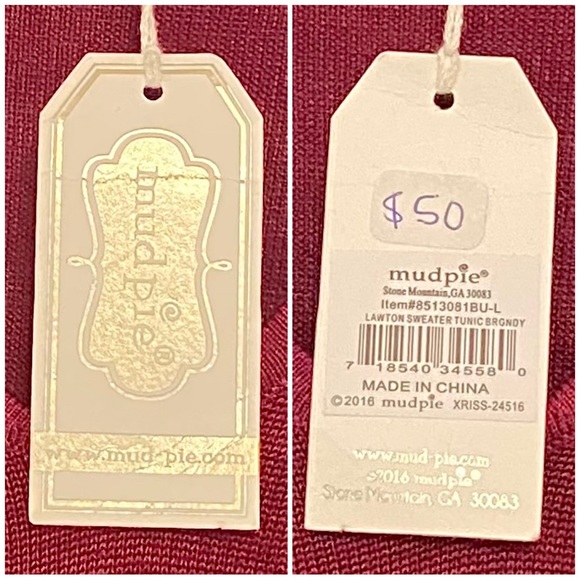 mudpie®
www.mud-pie.com
$50
mudpie®
Stone Mountain,GA 30083
Item#8513081BU-L
LAWTON SWEATER TUNIC BRGNDY
7 18540 34558 0
MADE IN CHINA
©2016 mudpie XRISS-24516
www.mud-pie.com
©2016 mudpie®
Stone Mountain, GA 30083